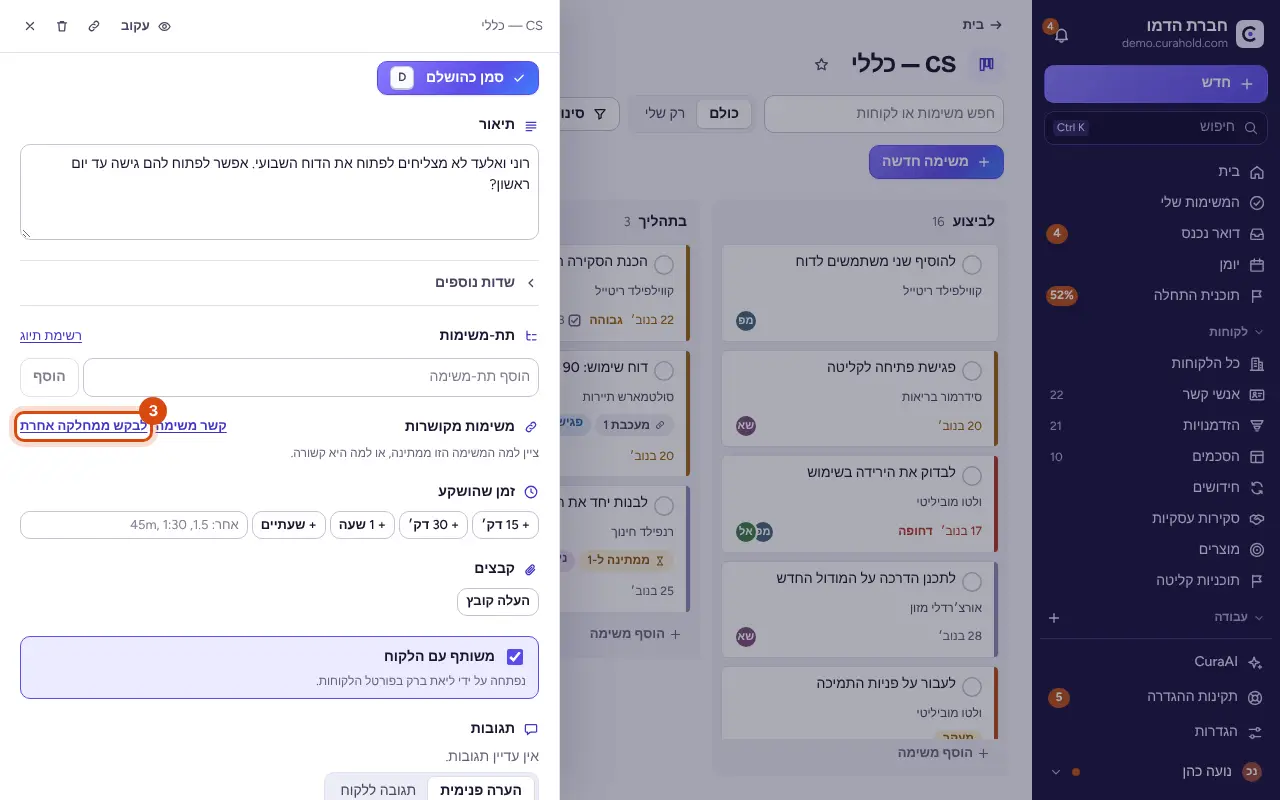 חברת הדמו
demo.curahold.com
4
חדש
חיפוש
Ctrl K
בית
המשימות שלי
דואר נכנס
4
יומן
תוכנית התחלה
52%
לקוחות
כל הלקוחות
אנשי קשר
22
הזדמנויות
21
הסכמים
10
חידושים
סקירות עסקיות
מוצרים
תוכניות קליטה
עבודה
CuraAI
תקינות ההגדרה
5
הגדרות
נועה כהן
נכ
בית
CS — כללי
חפש משימות או לקוחות
כולם
רק שלי
משימה חדשה
לביצוע 16
להוסיף שני משתמשים לדוח
קווילפילד ריטייל
מפ
פגישת פתיחה לקליטה
סידרמור בריאות
20 בנוב׳
שא
לבדוק את הירידה בשימוש
ולטו מוביליטי
17 בנוב׳ דחופה
מפ
אל
לתכנן הדרכה על המודול החדש
אורצ׳רדלי מזון
28 בנוב׳
שא
לעבור על פניות התמיכה
ולטו מוביליטי
הוסף משימה
בתהליך 3
הכנת הסקירה
קווילפילד ריטייל
22 בנוב׳ גבוהה
דוח שימוש: 90
סולטמארש תיירות
מעכבת 1
20 בנוב׳
לבנות יחד את
רנפילד חינוך
ממתינה ל-1
25 בנוב׳
הוסף משימה
CS — כללי
עקוב
סמן כהושלם
D
תיאור
רוני ואלעד לא מצליחים לפתוח את הדוח השבועי. אפשר לפתוח להם גישה עד יום
ראשון?
שדות נוספים
תת-משימות
רשימת תיוג
הוסף תת-משימה
הוסף
משימות מקושרות
קשר משימה
לבקש ממחלקה אחרת
3
ציין למה המשימה הזו ממתינה, או למה היא קשורה.
זמן שהושקע
+ 15 דק׳
+ 30 דק׳
+ 1 שעה
+ שעתיים
אחר: 1.5, 1:30, 45m
קבצים
העלה קובץ
משותף עם הלקוח
נפתחה על ידי ליאת ברק בפורטל הלקוחות.
תגובות
אין עדיין תגובות.
הערה פנימית
תגובה ללקוח